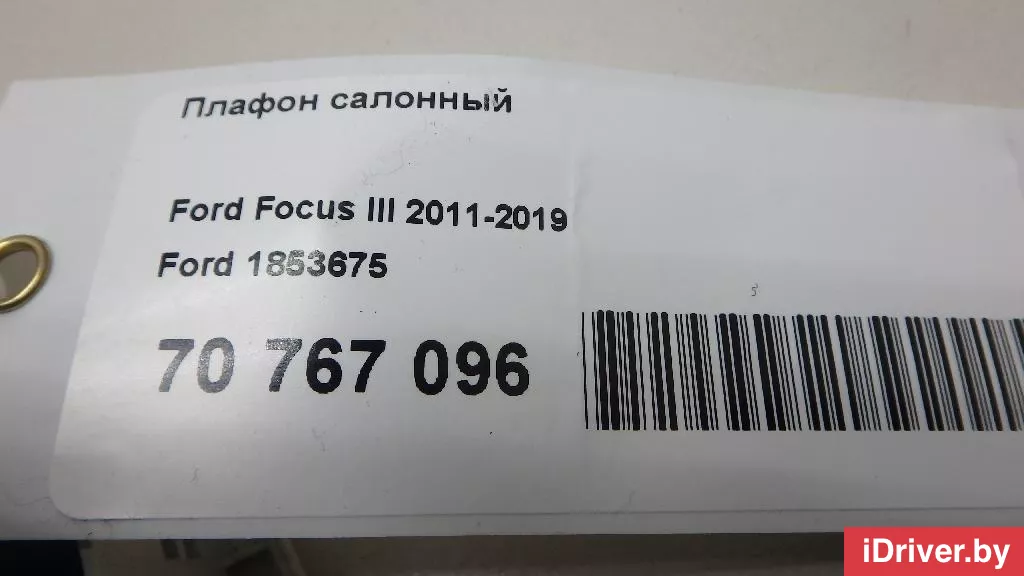 Плафон салонный
Ford Focus III 2011-2019
Ford 1853675
70 767 096
iDriver.by